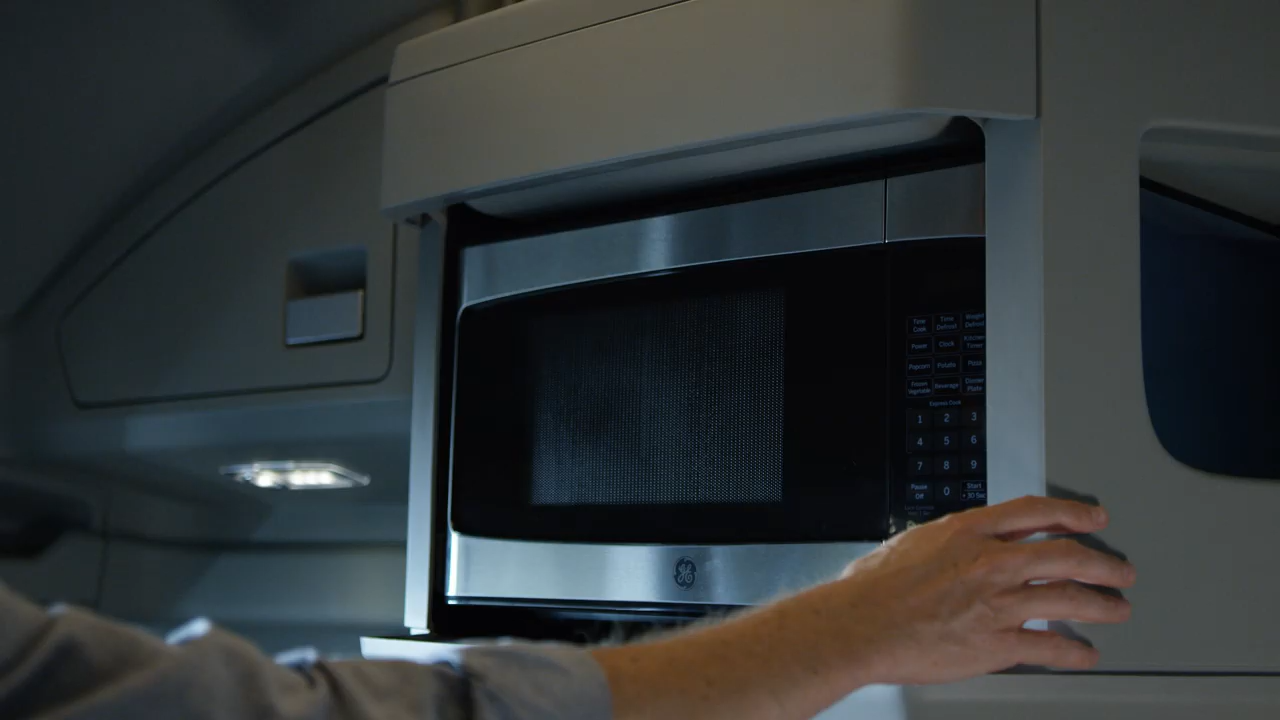 Time Cook Time Defrost Weight Defrost
Power Clock Kitchen Timer
Popcorn Potato Pizza
Frozen Vegetable Beverage Dinner Plate
Express Cook
1 2 3
4 5 6
7 8 9
Pause Off 0 Start + 30 Sec
GE